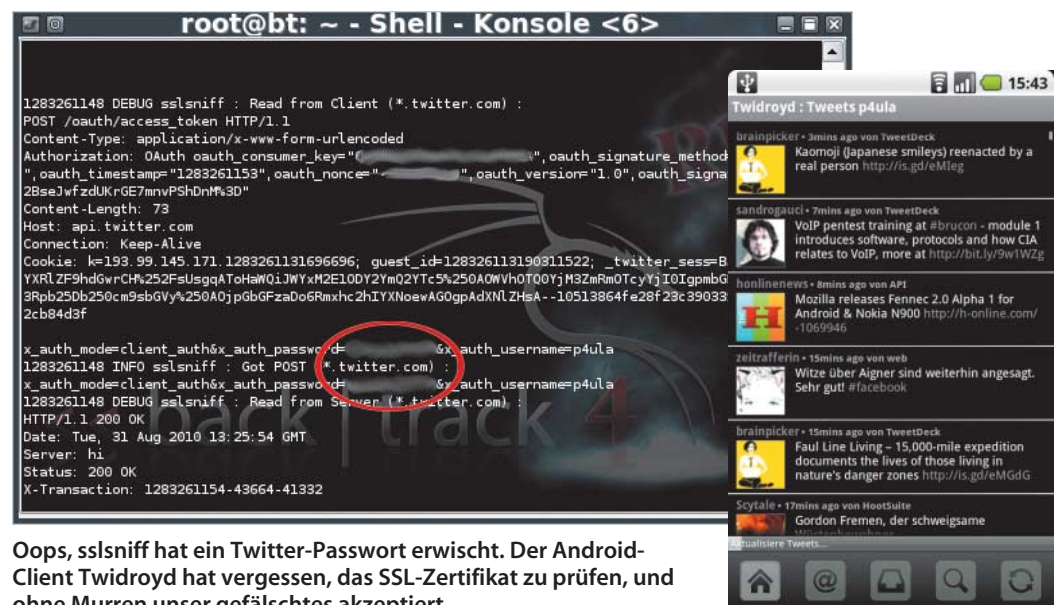 root@bt: ~ - Shell - Konsole <6>
1283261148 DEBUG sslsniff : Read from Client (*.twitter.com) :
POST /oauth/access_token HTTP/1.1
Content-Type: application/x-www-form-urlencoded
Authorization: OAuth oauth_consumer_key=" ",oauth_signature_method
",oauth_timestamp="1283261153",oauth_nonce=" ",oauth_version="1.0",oauth_signa
2BseJwfzdUKrGE7mnvPShDnM%3D"
Content-Length: 73
Host: api.twitter.com
Connection: Keep-Alive
Cookie: k=193.99.145.171.1283261131696696; guest_id=128326113190311522; _twitter_sess=B
2cb84d3f
x_auth_mode=client_auth&x_auth_password= &x_auth_username=p4ula
1283261148 INFO sslsniff : Got POST (*.twitter.com) :
x_auth_mode=client_auth&x_auth_password= &x_auth_username=p4ula
1283261148 DEBUG sslsniff : Read from Server (*.twitter.com) :
HTTP/1.1 200 OK
Date: Tue, 31 Aug 2010 13:25:54 GMT
Server: hi
Status: 200 OK
X-Transaction: 1283261154-43664-41332
back | track 4
15:43
Twidroyd : Tweets p4ula
brainpicker • 3mins ago von TweetDeck
Kaomoji (Japanese smileys) reenacted by a
real person http://is.gd/eMIeg
sandrogauci • 7mins ago von TweetDeck
VoIP pentest training at #brucon - module 1
introduces software, protocols and how CIA
relates to VoIP, more at http://bit.ly/9w1WZg
honlinenews • 8mins ago von API
Mozilla releases Fennec 2.0 Alpha 1 for
Android & Nokia N900 http://h-online.com/
-1069946
zeitrafferin • 15mins ago von web
Witze über Aigner sind weiterhin angesagt.
Sehr gut! #facebook
brainpicker • 15mins ago von TweetDeck
Faul Line Living – 15,000-mile expedition
documents the lives of those living in
nature's danger zones http://is.gd/eMGdG
Scytale • 17mins ago von HootSuite
Gordon Fremen, der schweigsame
Aktualisiere Tweets...
Oops, sslsniff hat ein Twitter-Passwort erwischt. Der Android-
Client Twidroyd hat vergessen, das SSL-Zertifikat zu prüfen, und
ohne Murren unser gefälschtes akzeptiert.